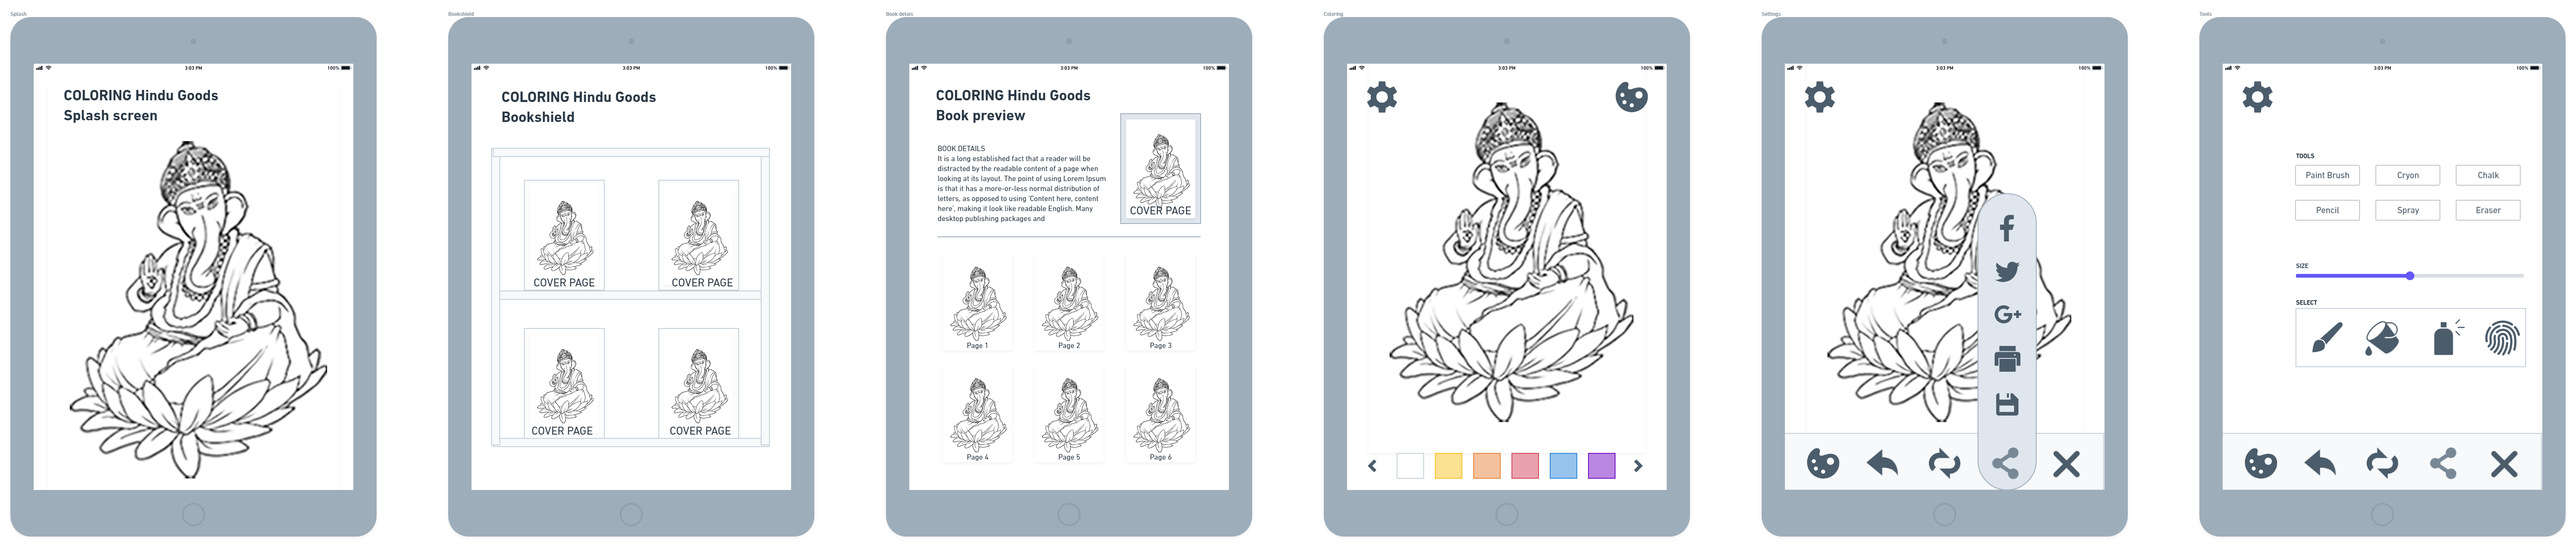 Splash
3:03 PM
100%
COLORING Hindu Goods
Splash screen
Bookshield
3:03 PM
100%
COLORING Hindu Goods
Bookshield
COVER PAGE
COVER PAGE
COVER PAGE
COVER PAGE
Book detais
3:03 PM
100%
COLORING Hindu Goods
Book preview
BOOK DETAILS
It is a long established fact that a reader will be
distracted by the readable content of a page when
looking at its layout. The point of using Lorem Ipsum
is that it has a more-or-less normal distribution of
letters, as opposed to using 'Content here, content
here', making it look like readable English. Many
desktop publishing packages and
COVER PAGE
Page 1
Page 2
Page 3
Page 4
Page 5
Page 6
Coloring
3:03 PM
100%
Settings
3:03 PM
100%
Tools
3:03 PM
100%
TOOLS
Paint Brush
Cryon
Chalk
Pencil
Spray
Eraser
SIZE
SELECT